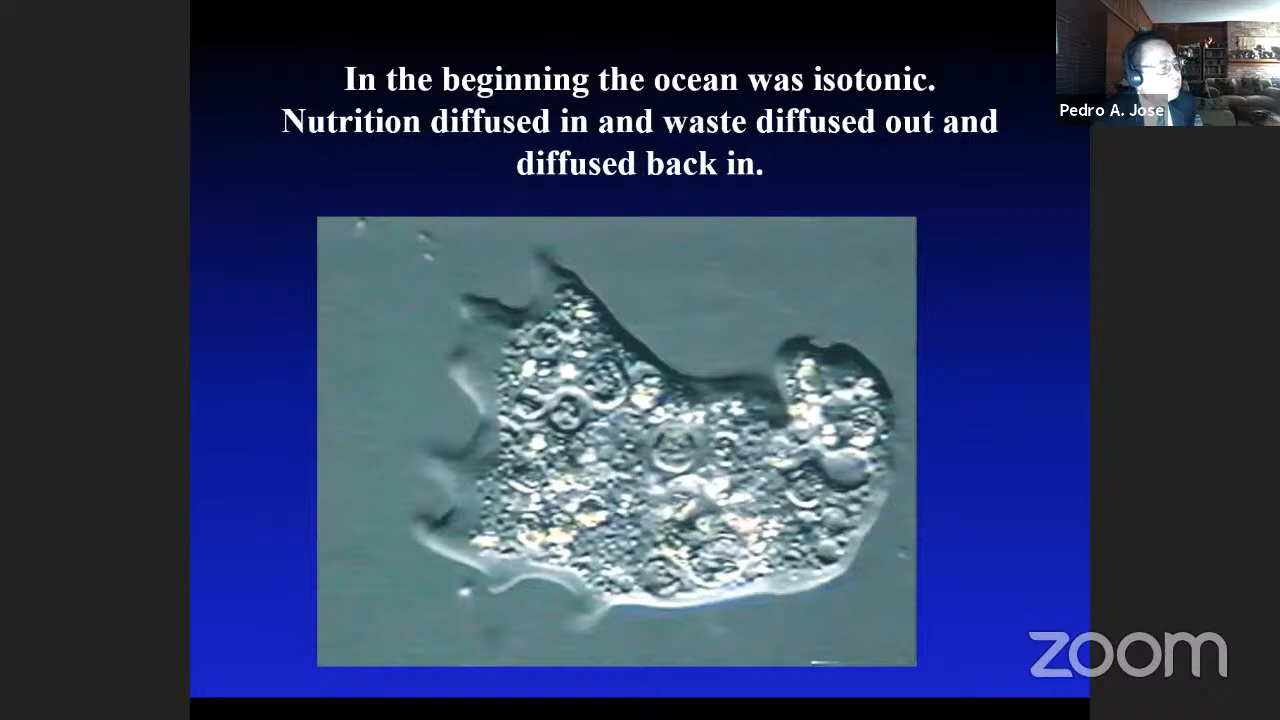 In the beginning the ocean was isotonic.
Nutrition diffused in and waste diffused out and
diffused back in.
Pedro A. Jose
zoom